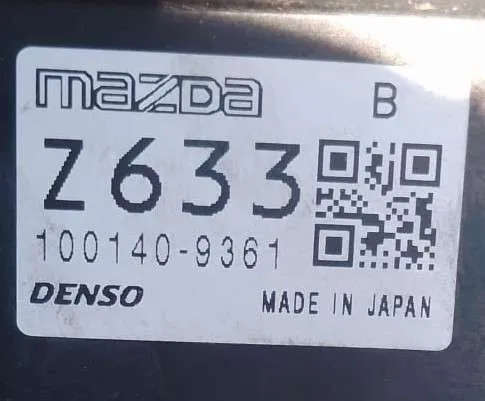 mazda B
Z633
100140-9361
DENSO MADE IN JAPAN